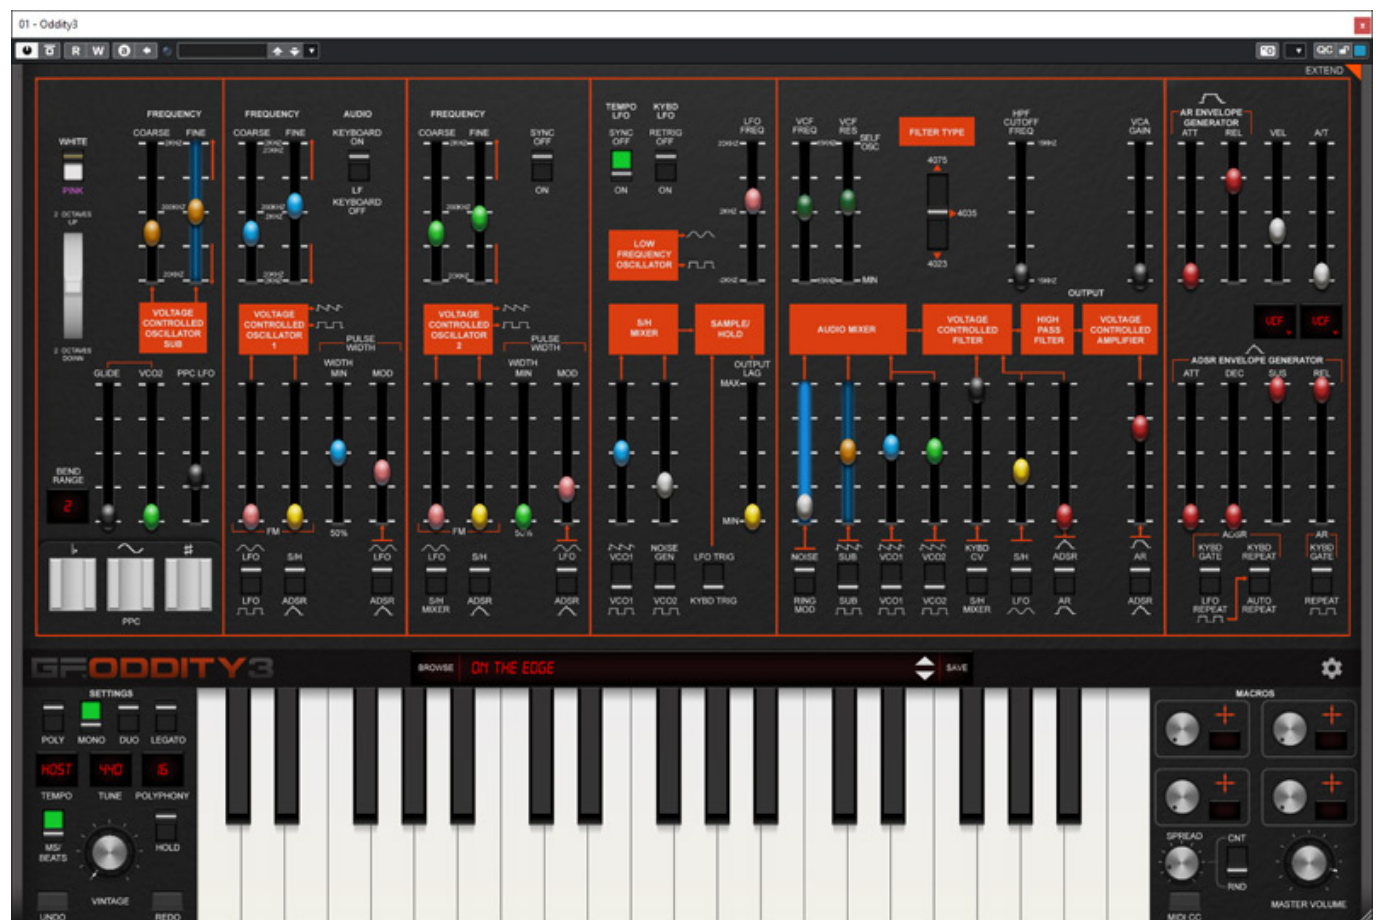 01 - Oddity3
x
R W a
QC
EXTEND
WHITE
PINK
2 OCTAVES
UP
2 OCTAVES
DOWN
FREQUENCY
COARSE FINE
VOLTAGE
CONTROLLED
OSCILLATOR
SUB
GLIDE VCO2 PPC LFO
BEND
RANGE
2
PPC
FREQUENCY
COARSE FINE
AUDIO
KEYBOARD
ON
LF
KEYBOARD
OFF
VOLTAGE
CONTROLLED
OSCILLATOR
1
PULSE
WIDTH
WIDTH
MIN MOD
FM
50%
LFO S/H LFO
LFO ADSR ADSR
FREQUENCY
COARSE FINE
SYNC
OFF
ON
VOLTAGE
CONTROLLED
OSCILLATOR
2
PULSE
WIDTH
WIDTH
MIN MOD
FM
50%
LFO S/H LFO
S/H
MIXER ADSR ADSR
TEMPO KYBD
LFO LFO
SYNC RETRIG
OFF OFF
ON ON
LFO
FREQ
20KHZ
2KHZ
LOW
FREQUENCY
OSCILLATOR
S/H
MIXER
SAMPLE/
HOLD
OUTPUT
LAG
MAX
MIN
VCO1 NOISE
GEN LFO TRIG
VCO1 VCO2 KYBD TRIG
VCF
FREQ
VCF
RES
SELF
OSC
MIN
FILTER TYPE
4075
4035
4023
HPF
CUTOFF
FREQ
VCA
GAIN
OUTPUT
AUDIO MIXER
VOLTAGE
CONTROLLED
FILTER
HIGH
PASS
FILTER
VOLTAGE
CONTROLLED
AMPLIFIER
NOISE SUB VCO1 VCO2 KYBD
CV S/H ADSR AR
RING
MOD SUB VCO1 VCO2 S/H
MIXER LFO AR ADSR
AR ENVELOPE
GENERATOR
ATT REL VEL A/T
VCF VCF
ADSR ENVELOPE GENERATOR
ATT DEC SUS REL
ADSR AR
KYBD
GATE
KYBD
REPEAT
KYBD
GATE
LFO
REPEAT
AUTO
REPEAT
REPEAT
GF.ODDITY3
BROWSE ON THE EDGE SAVE
SETTINGS
POLY MONO DUO LEGATO
HOST 440 16
TEMPO TUNE POLYPHONY
MS/
BEATS
HOLD
VINTAGE
UNDO REDO
MACROS
SPREAD CNT
RND
MIDI CC
MASTER VOLUME